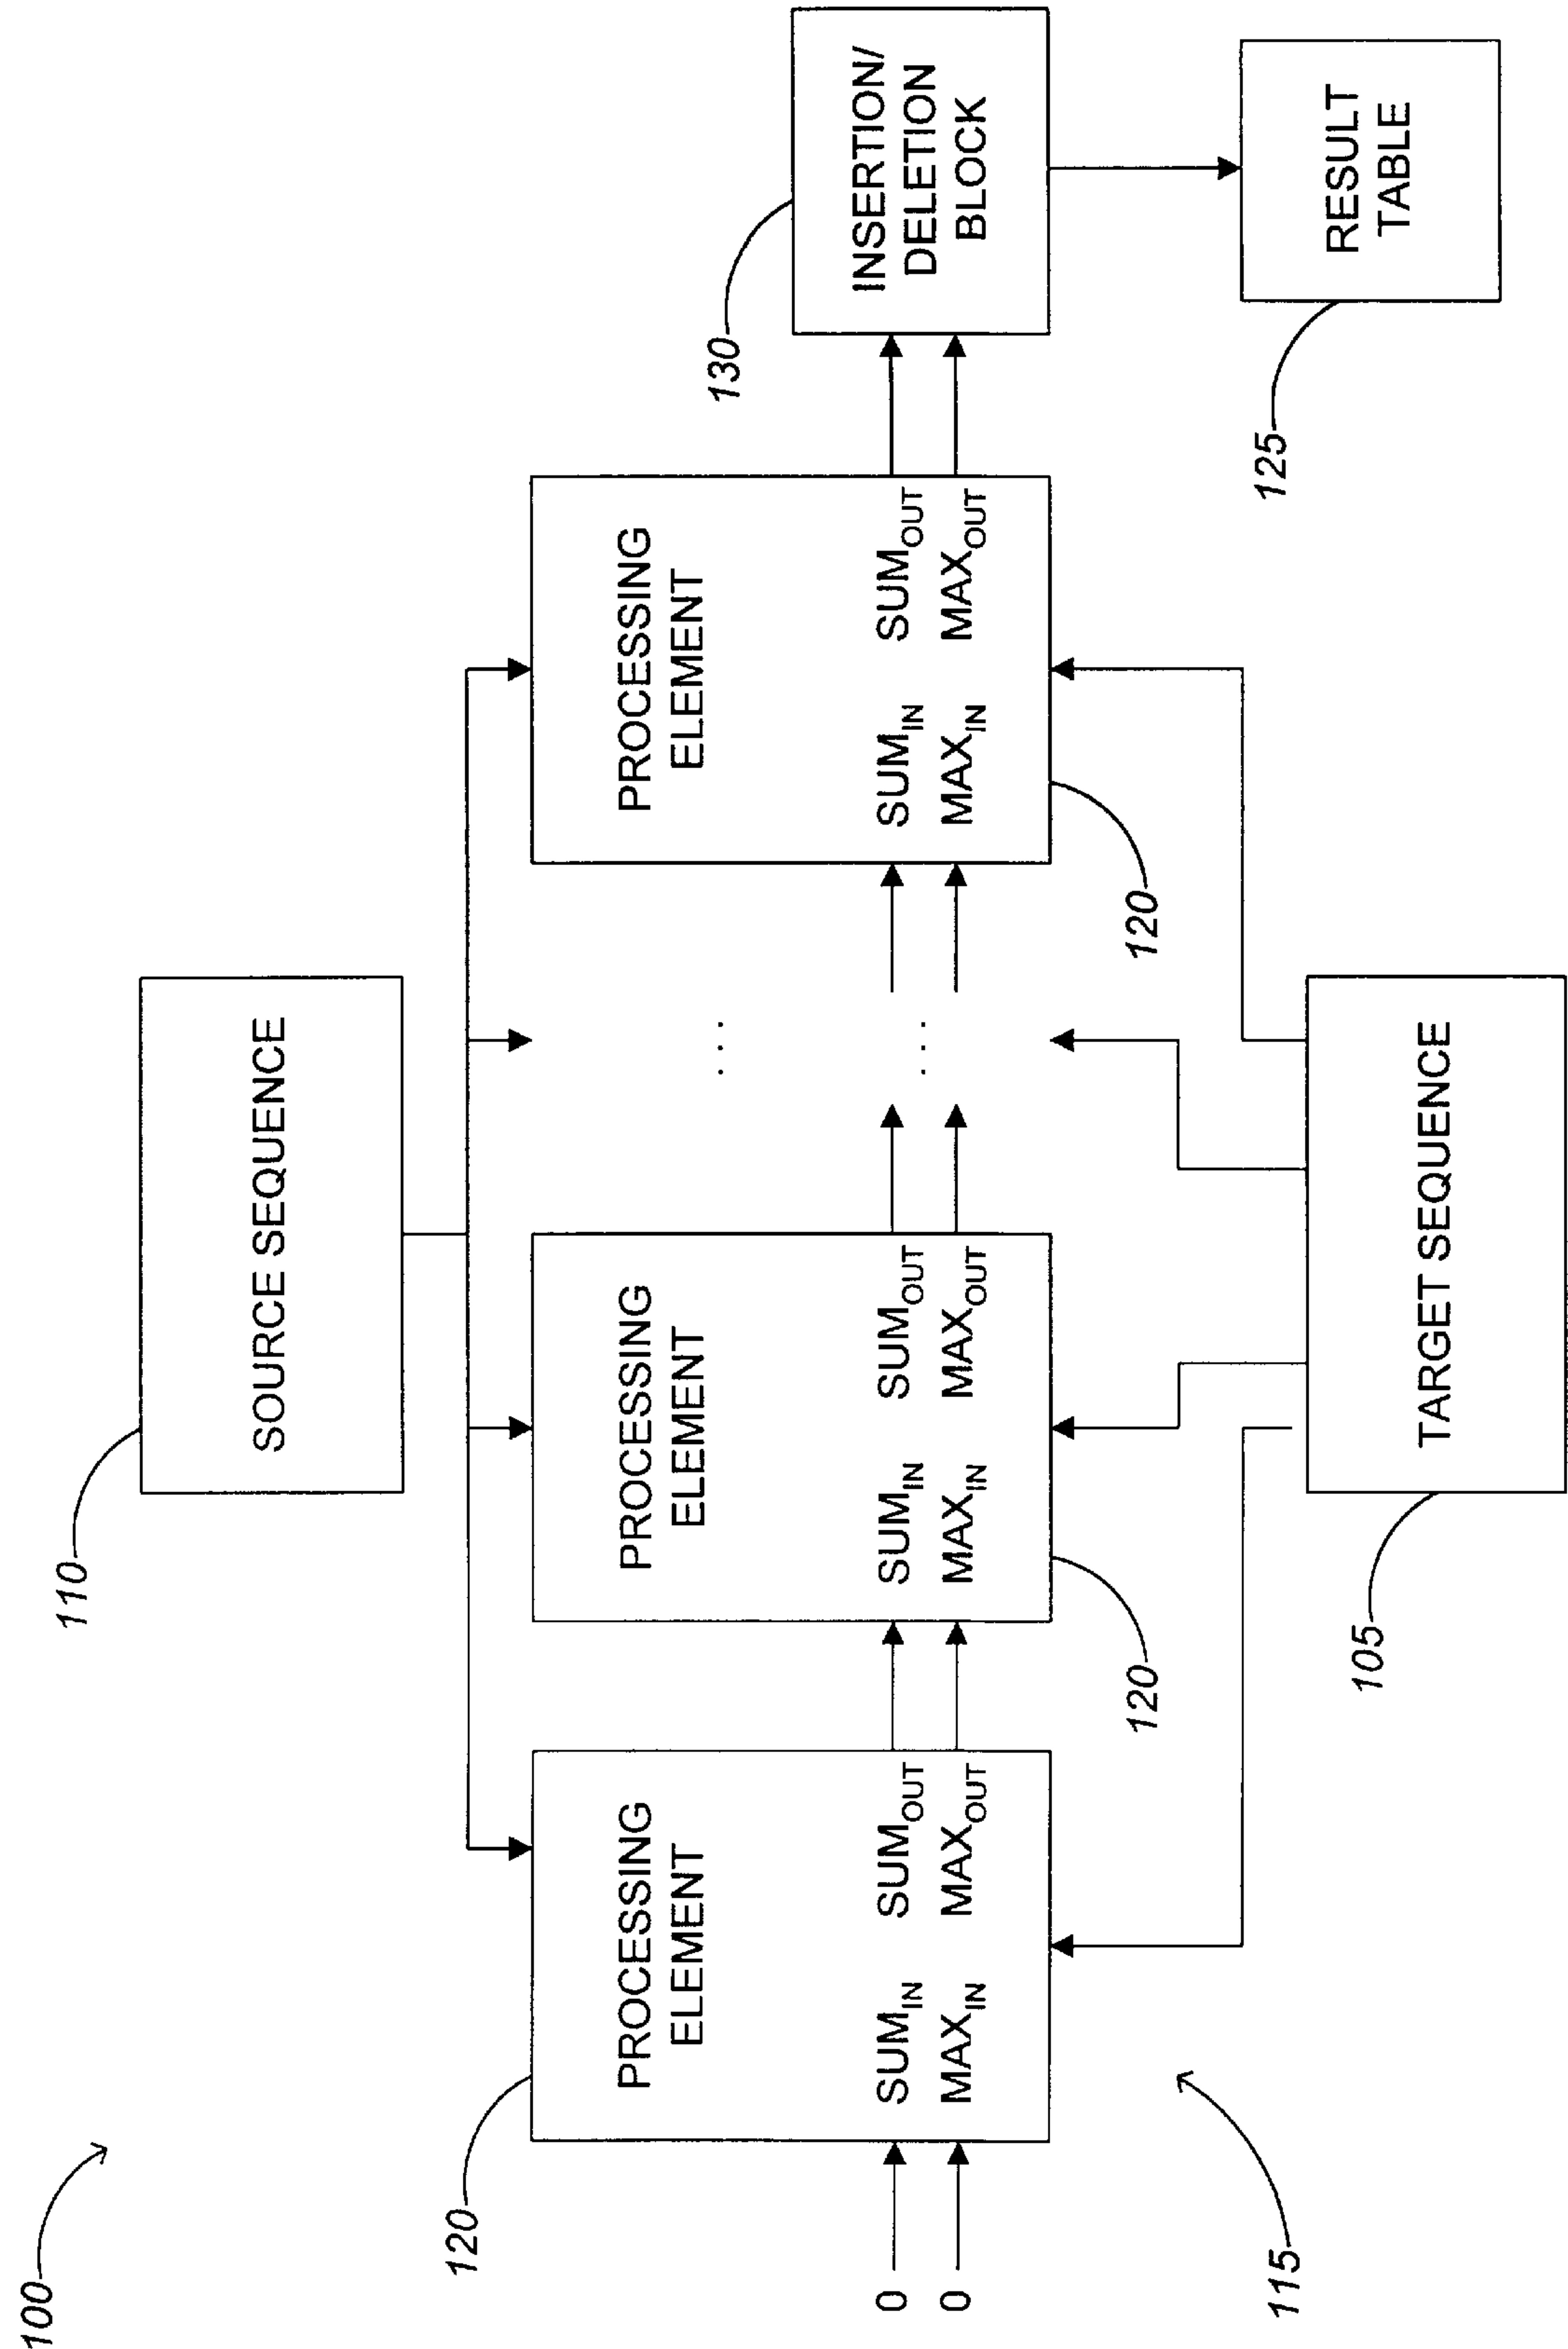 100
110
SOURCE SEQUENCE
120
PROCESSING
ELEMENT
SUM_IN SUM_OUT
MAX_IN MAX_OUT
0
0
PROCESSING
ELEMENT
SUM_IN SUM_OUT
MAX_IN MAX_OUT
120
. . .
. . .
PROCESSING
ELEMENT
SUM_IN SUM_OUT
MAX_IN MAX_OUT
120
130
INSERTION/
DELETION
BLOCK
125
RESULT
TABLE
115
105
TARGET SEQUENCE